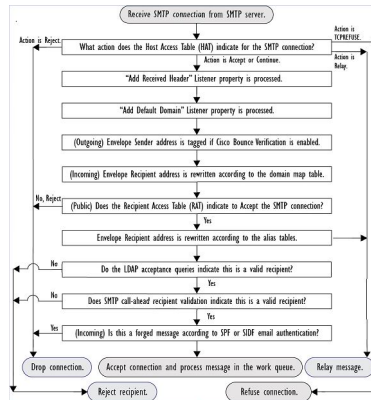 Receive SMTP connection from SMTP server.
Action is Reject.
Action is
TCPREFUSE.
What action does the Host Access Table (HAT) indicate for the SMTP connection?
Action is Accept or Continue.
Action is
Relay.
"Add Received Header" Listener property is processed.
"Add Default Domain" Listener property is processed.
(Outgoing) Envelope Sender address is tagged if Cisco Bounce Verification is enabled.
(Incoming) Envelope Recipient address is rewritten according to the domain map table.
No, Reject
(Public) Does the Recipient Access Table (RAT) indicate to Accept the SMTP connection?
Yes
Envelope Recipient address is rewritten according to the alias tables.
No
Do the LDAP acceptance queries indicate this is a valid recipient?
Yes
No
Does SMTP call-ahead recipient validation indicate this is a valid recipient?
Yes
Yes
(Incoming) Is this a forged message according to SPF or SIDF email authentication?
Drop connection.
Accept connection and process message in the work queue.
Relay message.
Reject recipient.
Refuse connection.